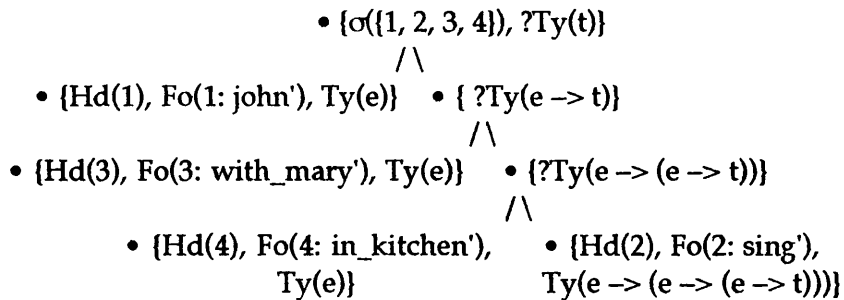 • {σ({1, 2, 3, 4}), ?Ty(t)}
/ \
• {Hd(1), Fo(1: john'), Ty(e)} • { ?Ty(e –> t)}
/ \
• {Hd(3), Fo(3: with_mary'), Ty(e)} • {?Ty(e –> (e –> t))}
/ \
• {Hd(4), Fo(4: in_kitchen'), • {Hd(2), Fo(2: sing'),
Ty(e)} Ty(e –> (e –> (e –> t)))}